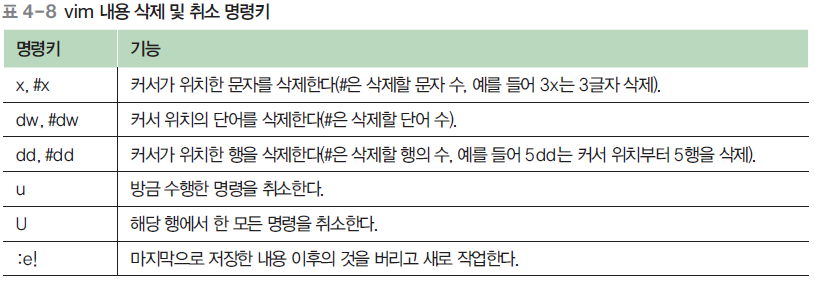 표 4-8 vim 내용 삭제 및 취소 명령키
명령키 기능
x, #x 커서가 위치한 문자를 삭제한다(#은 삭제할 문자 수, 예를 들어 3x는 3글자 삭제).
dw, #dw 커서 위치의 단어를 삭제한다(#은 삭제할 단어 수).
dd, #dd 커서가 위치한 행을 삭제한다(#은 삭제할 행의 수, 예를 들어 5dd는 커서 위치부터 5행을 삭제).
u 방금 수행한 명령을 취소한다.
U 해당 행에서 한 모든 명령을 취소한다.
:e! 마지막으로 저장한 내용 이후의 것을 버리고 새로 작업한다.